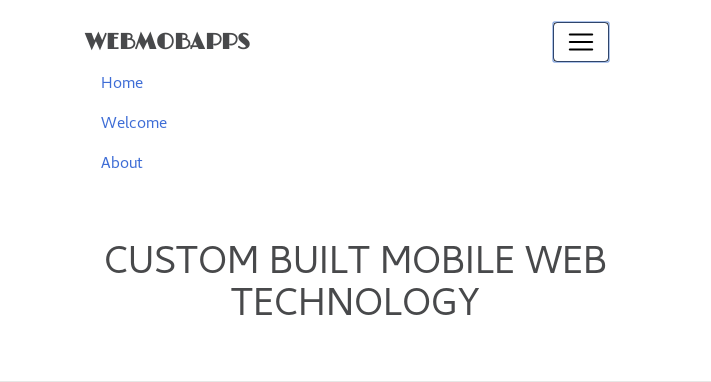 WEBMOBAPPS
Home
Welcome
About
CUSTOM BUILT MOBILE WEB
TECHNOLOGY